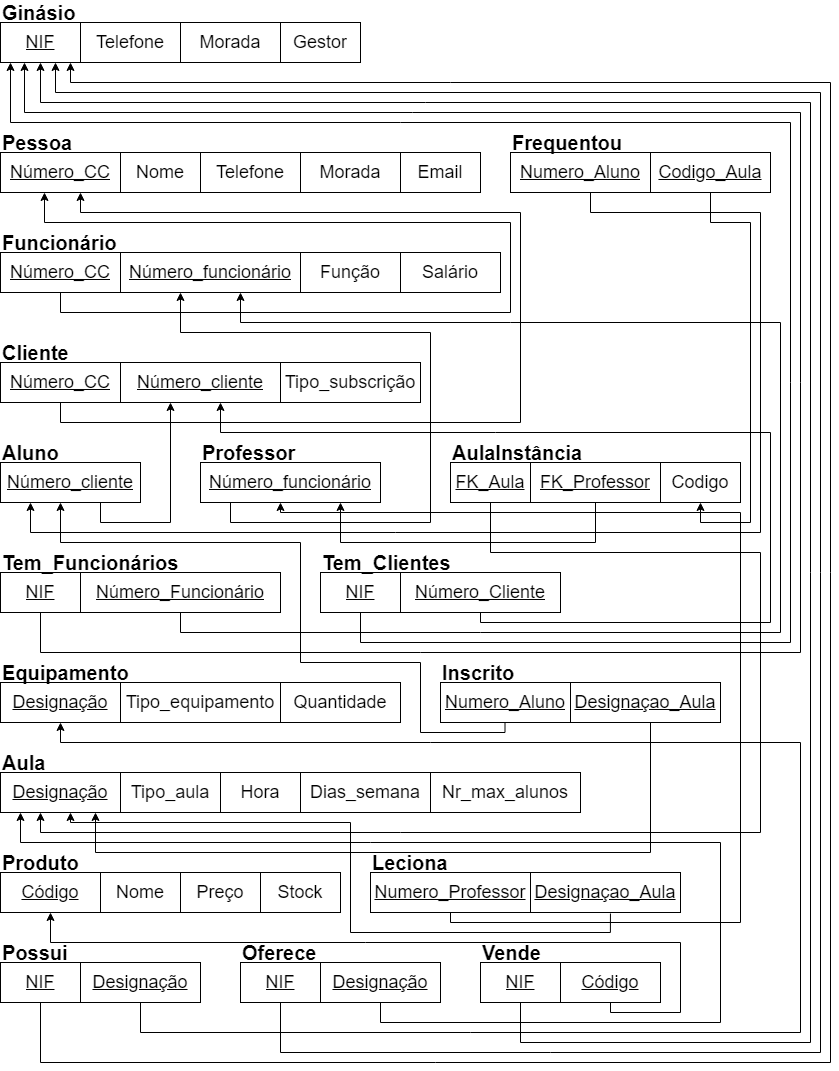 Ginásio
NIF Telefone Morada Gestor
Pessoa
Número_CC Nome Telefone Morada Email
Frequentou
Numero_Aluno Codigo_Aula
Funcionário
Número_CC Número_funcionário Função Salário
Cliente
Número_CC Número_cliente Tipo_subscrição
Aluno
Número_cliente
Professor
Número_funcionário
AulaInstância
FK_Aula FK_Professor Codigo
Tem_Funcionários
NIF Número_Funcionário
Tem_Clientes
NIF Número_Cliente
Equipamento
Designação Tipo_equipamento Quantidade
Inscrito
Numero_Aluno Designaçao_Aula
Aula
Designação Tipo_aula Hora Dias_semana Nr_max_alunos
Produto
Código Nome Preço Stock
Leciona
Numero_Professor Designaçao_Aula
Possui
NIF Designação
Oferece
NIF Designação
Vende
NIF Código